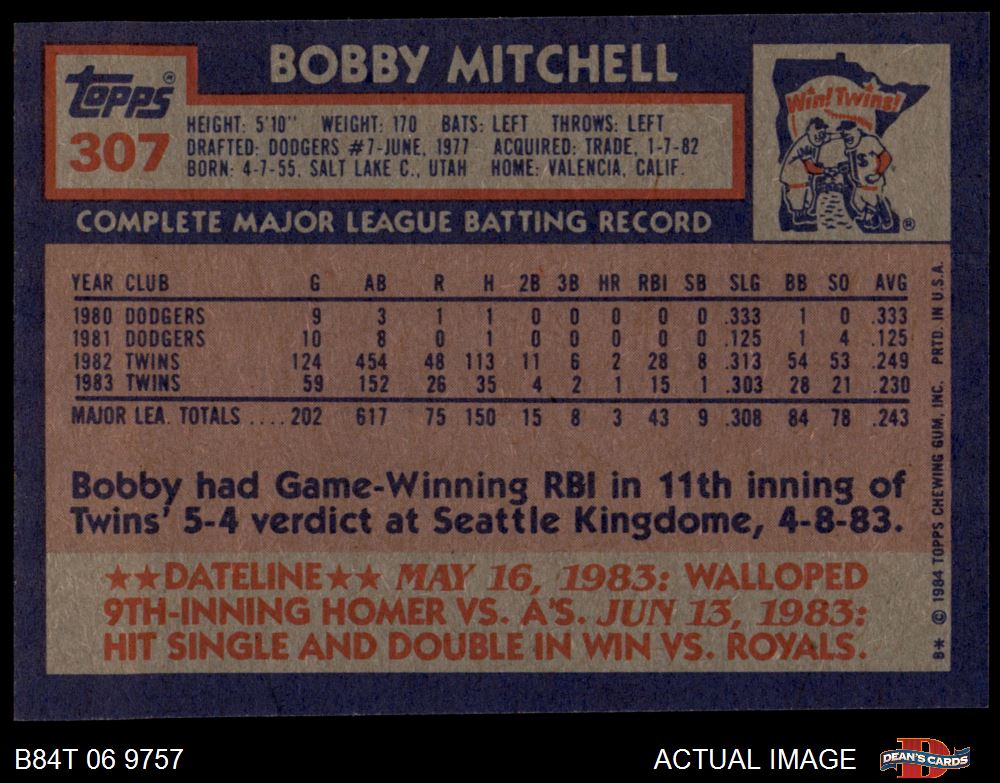 Topps®
307
BOBBY MITCHELL
HEIGHT: 5'10" WEIGHT: 170 BATS: LEFT THROWS: LEFT
DRAFTED: DODGERS #7-JUNE, 1977 ACQUIRED: TRADE, 1-7-82
BORN: 4-7-55, SALT LAKE C., UTAH HOME: VALENCIA, CALIF.
Win! Twins!
®
COMPLETE MAJOR LEAGUE BATTING RECORD
YEAR CLUB G AB R H 2B 3B HR RBI SB SLG BB SO AVG
1980 DODGERS 9 3 1 1 0 0 0 0 0 .333 1 0 .333
1981 DODGERS 10 8 0 1 0 0 0 0 0 .125 1 4 .125
1982 TWINS 124 454 48 113 11 6 2 28 8 .313 54 53 .249
1983 TWINS 59 152 26 35 4 2 1 15 1 .303 28 21 .230
MAJOR LEA. TOTALS .... 202 617 75 150 15 8 3 43 9 .308 84 78 .243
Bobby had Game-Winning RBI in 11th inning of
Twins' 5-4 verdict at Seattle Kingdome, 4-8-83.
★★DATELINE★★ MAY 16, 1983: WALLOPED
9TH-INNING HOMER VS. A'S. JUN 13, 1983:
HIT SINGLE AND DOUBLE IN WIN VS. ROYALS.
B* © 1984 TOPPS CHEWING GUM, INC. PRTD. IN U.S.A.
B84T 06 9757
ACTUAL IMAGE
DEAN'S CARDS